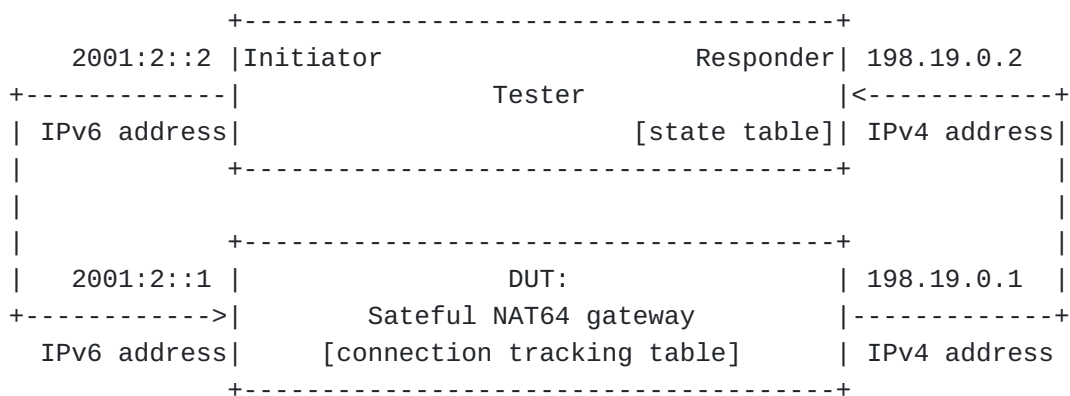 2001:2::2 Initiator Responder 198.19.0.2
Tester
IPv6 address [state table] IPv4 address
2001:2::1 DUT: 198.19.0.1
Sateful NAT64 gateway
IPv6 address [connection tracking table] IPv4 address